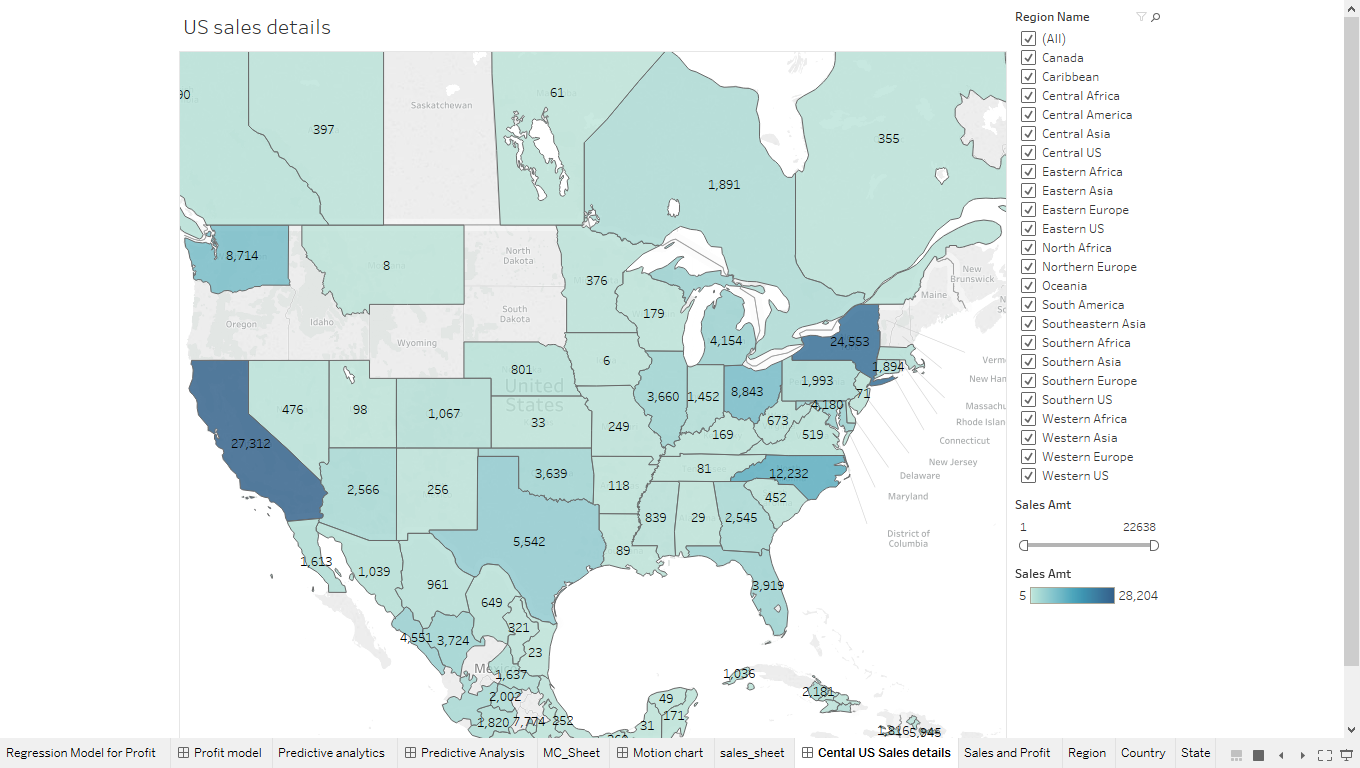 US sales details
61
397
355
1,891
8,714
8
376
179
4,154
24,553
Saskatchewan
North
Dakota
South
Dakota
Oregon
Idaho
Wyoming
New
Brunswick
Maine
801
6
1,894
1,993
8,843
71
United
States
476
98
1,067
3,660
1,452
4,180
33
249
673
519
169
27,312
2,566
256
3,639
118
81
12,232
452
5,542
839
29
2,545
89
3,919
1,613
1,039
961
649
321
4,551
3,724
23
1,637
2,002
1,820
7,774
252
49
171
31
1,036
2,181
5,945
Connecticut
New Jersey
Delaware
Maryland
District of
Columbia
Region Name
(All)
Canada
Caribbean
Central Africa
Central America
Central Asia
Central US
Eastern Africa
Eastern Asia
Eastern Europe
Eastern US
North Africa
Northern Europe
Oceania
South America
Southeastern Asia
Southern Africa
Southern Asia
Southern Europe
Southern US
Western Africa
Western Asia
Western Europe
Western US
Sales Amt
1 22638
Sales Amt
5 28,204
Regression Model for Profit Profit model Predictive analytics Predictive Analysis MC_Sheet Motion chart sales_sheet Cental US Sales details Sales and Profit Region Country State